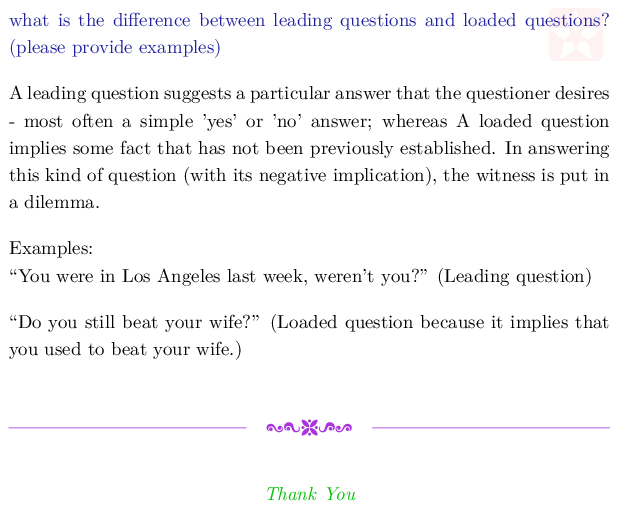 what is the difference between leading questions and loaded questions?
(please provide examples)
A leading question suggests a particular answer that the questioner desires
- most often a simple 'yes' or 'no' answer; whereas A loaded question
implies some fact that has not been previously established. In answering
this kind of question (with its negative implication), the witness is put in
a dilemma.
Examples:
“You were in Los Angeles last week, weren't you?” (Leading question)
“Do you still beat your wife?” (Loaded question because it implies that
you used to beat your wife.)
Thank You